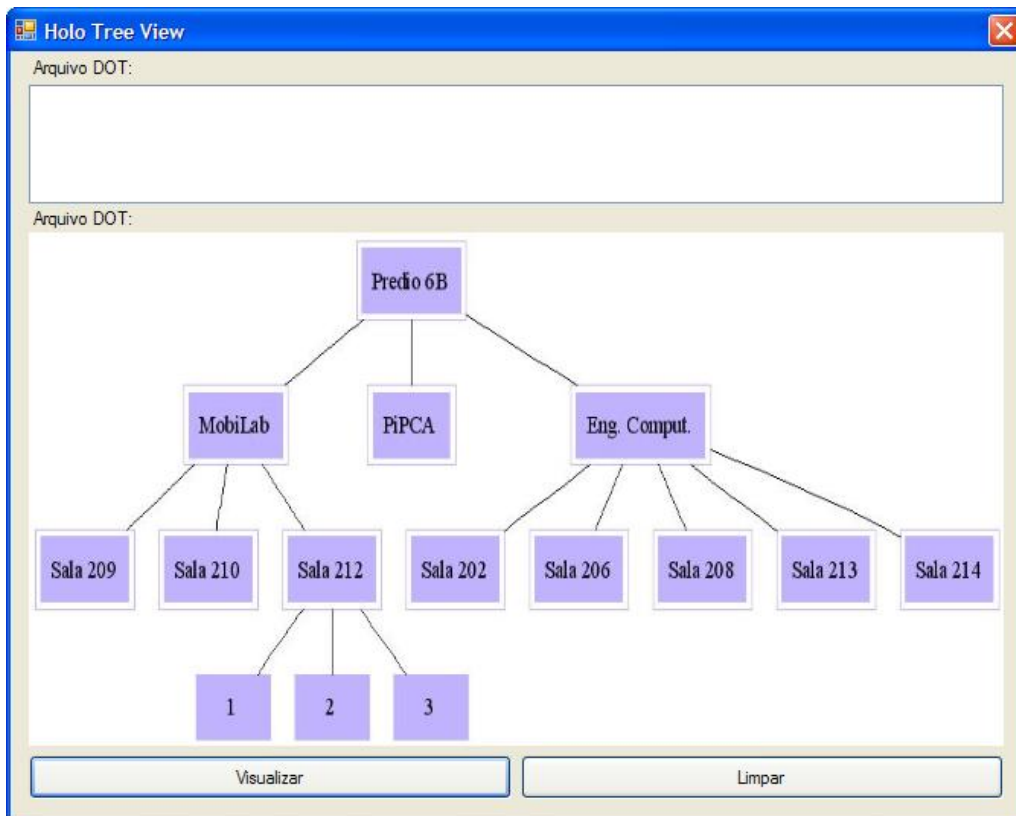 Holo Tree View
Arquivo DOT:
Arquivo DOT:
Predio 6B
MobiLab
PiPCA
Eng. Comput.
Sala 209
Sala 210
Sala 212
Sala 202
Sala 206
Sala 208
Sala 213
Sala 214
1
2
3
Visualizar
Limpar